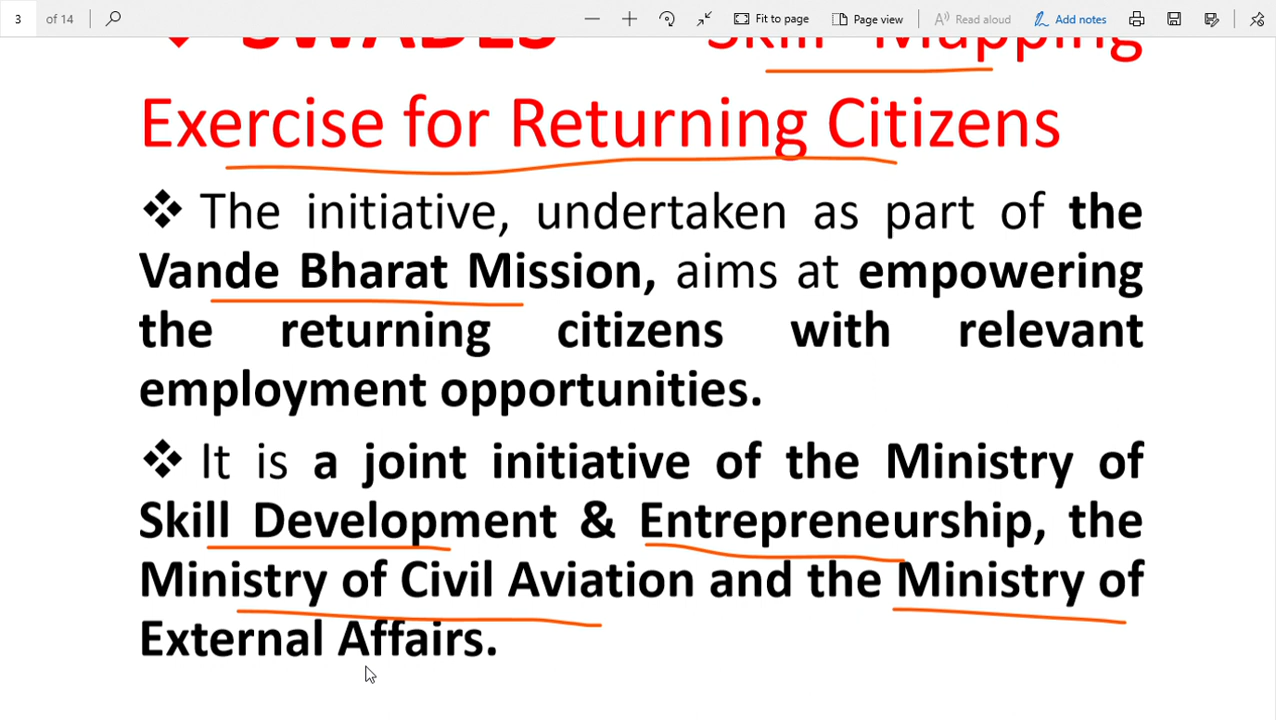 3 of 14 Fit to page Page view Read aloud Add notes
SWADES Skill Mapping
Exercise for Returning Citizens
❖ The initiative, undertaken as part of the
Vande Bharat Mission, aims at empowering
the returning citizens with relevant
employment opportunities.
❖ It is a joint initiative of the Ministry of
Skill Development & Entrepreneurship, the
Ministry of Civil Aviation and the Ministry of
External Affairs.